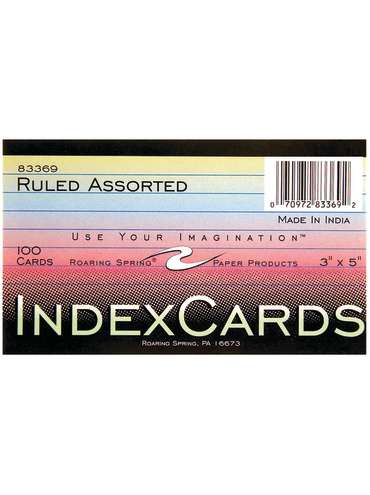 83369
RULED ASSORTED
0 70972 83369 2
MADE IN INDIA
USE YOUR IMAGINATION™
100
CARDS
ROARING SPRING® PAPER PRODUCTS
3" X 5"
INDEXCARDS
ROARING SPRING, PA 16673